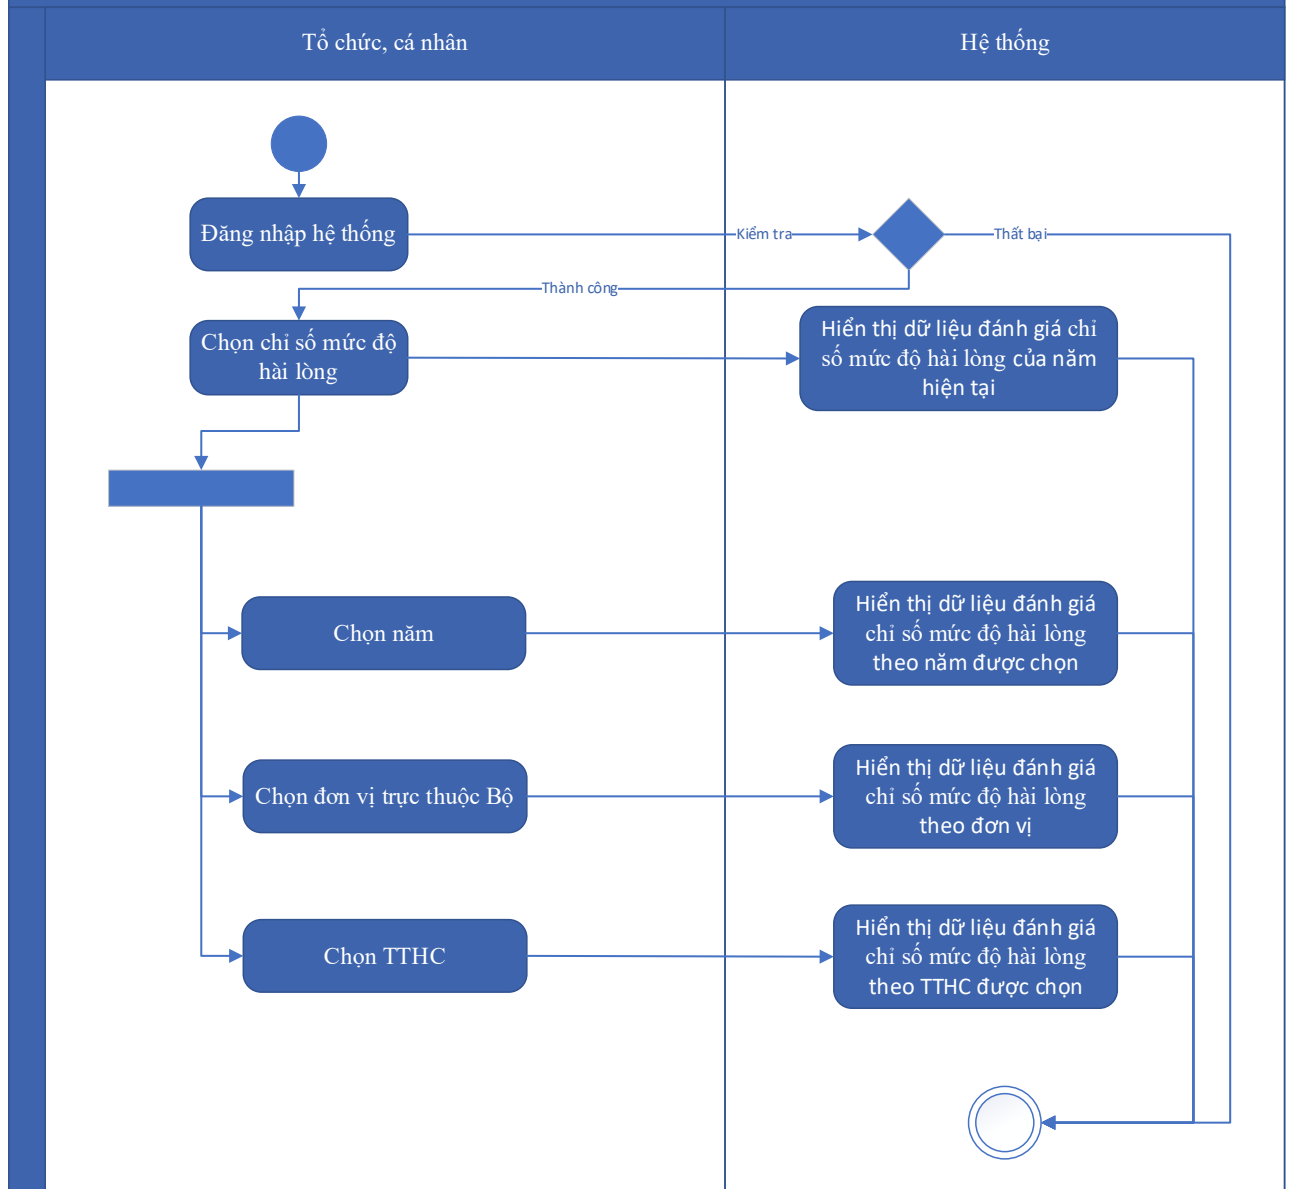 Tổ chức, cá nhân
Hệ thống
Đăng nhập hệ thống
Kiểm tra
Thất bại
Thành công
Chọn chỉ số mức độ
hài lòng
Hiển thị dữ liệu đánh giá chỉ
số mức độ hài lòng của năm
hiện tại
Chọn năm
Hiển thị dữ liệu đánh giá
chỉ số mức độ hài lòng
theo năm được chọn
Chọn đơn vị trực thuộc Bộ
Hiển thị dữ liệu đánh giá
chỉ số mức độ hài lòng
theo đơn vị
Chọn TTHC
Hiển thị dữ liệu đánh giá
chỉ số mức độ hài lòng
theo TTHC được chọn